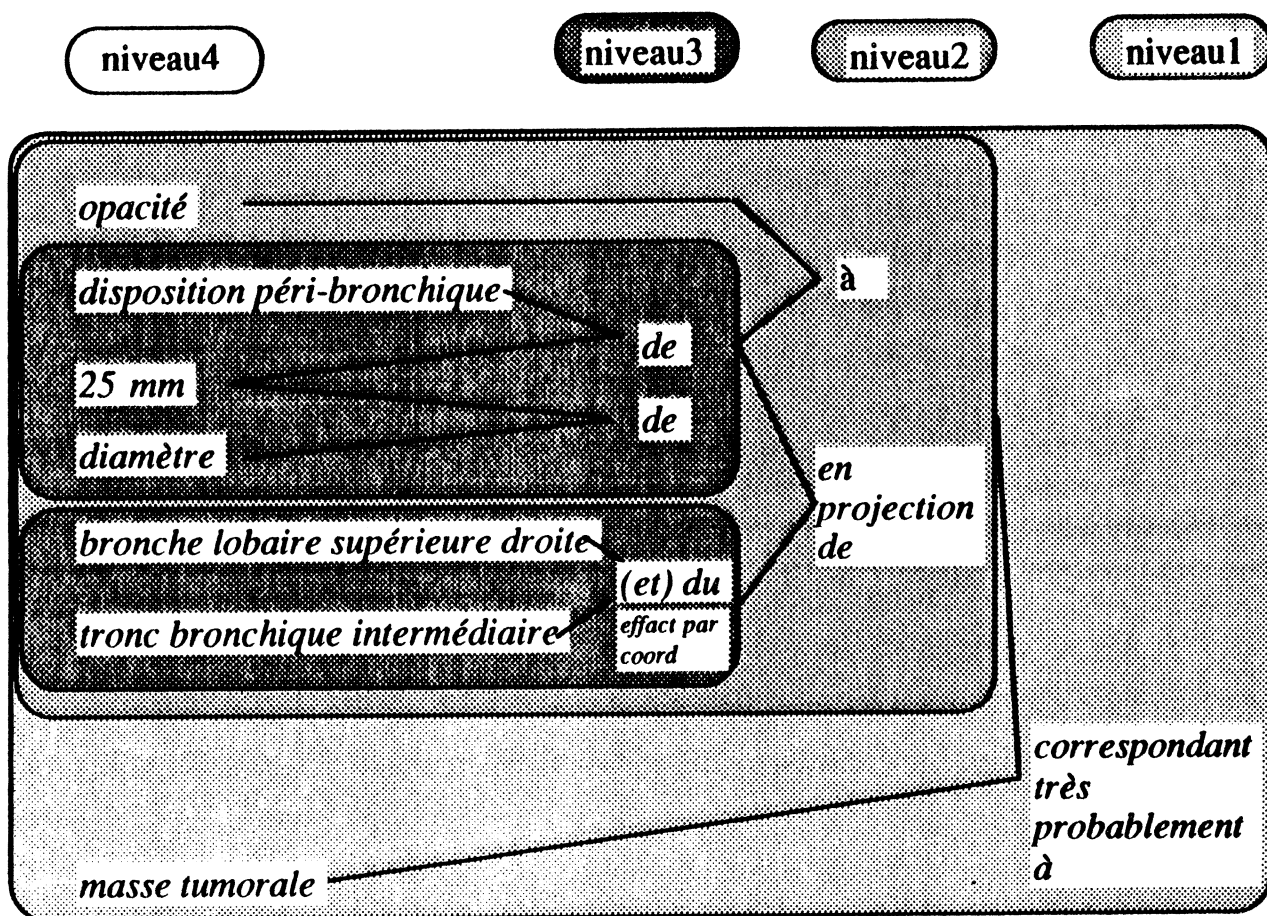 niveau4 niveau3 niveau2 niveau1
opacité
à
disposition péri-bronchique
de
25 mm
de
diamètre
en
projection
de
bronche lobaire supérieure droite
(et) du
tronc bronchique intermédiaire
effact par
coord
correspondant
très
probablement
à
masse tumorale